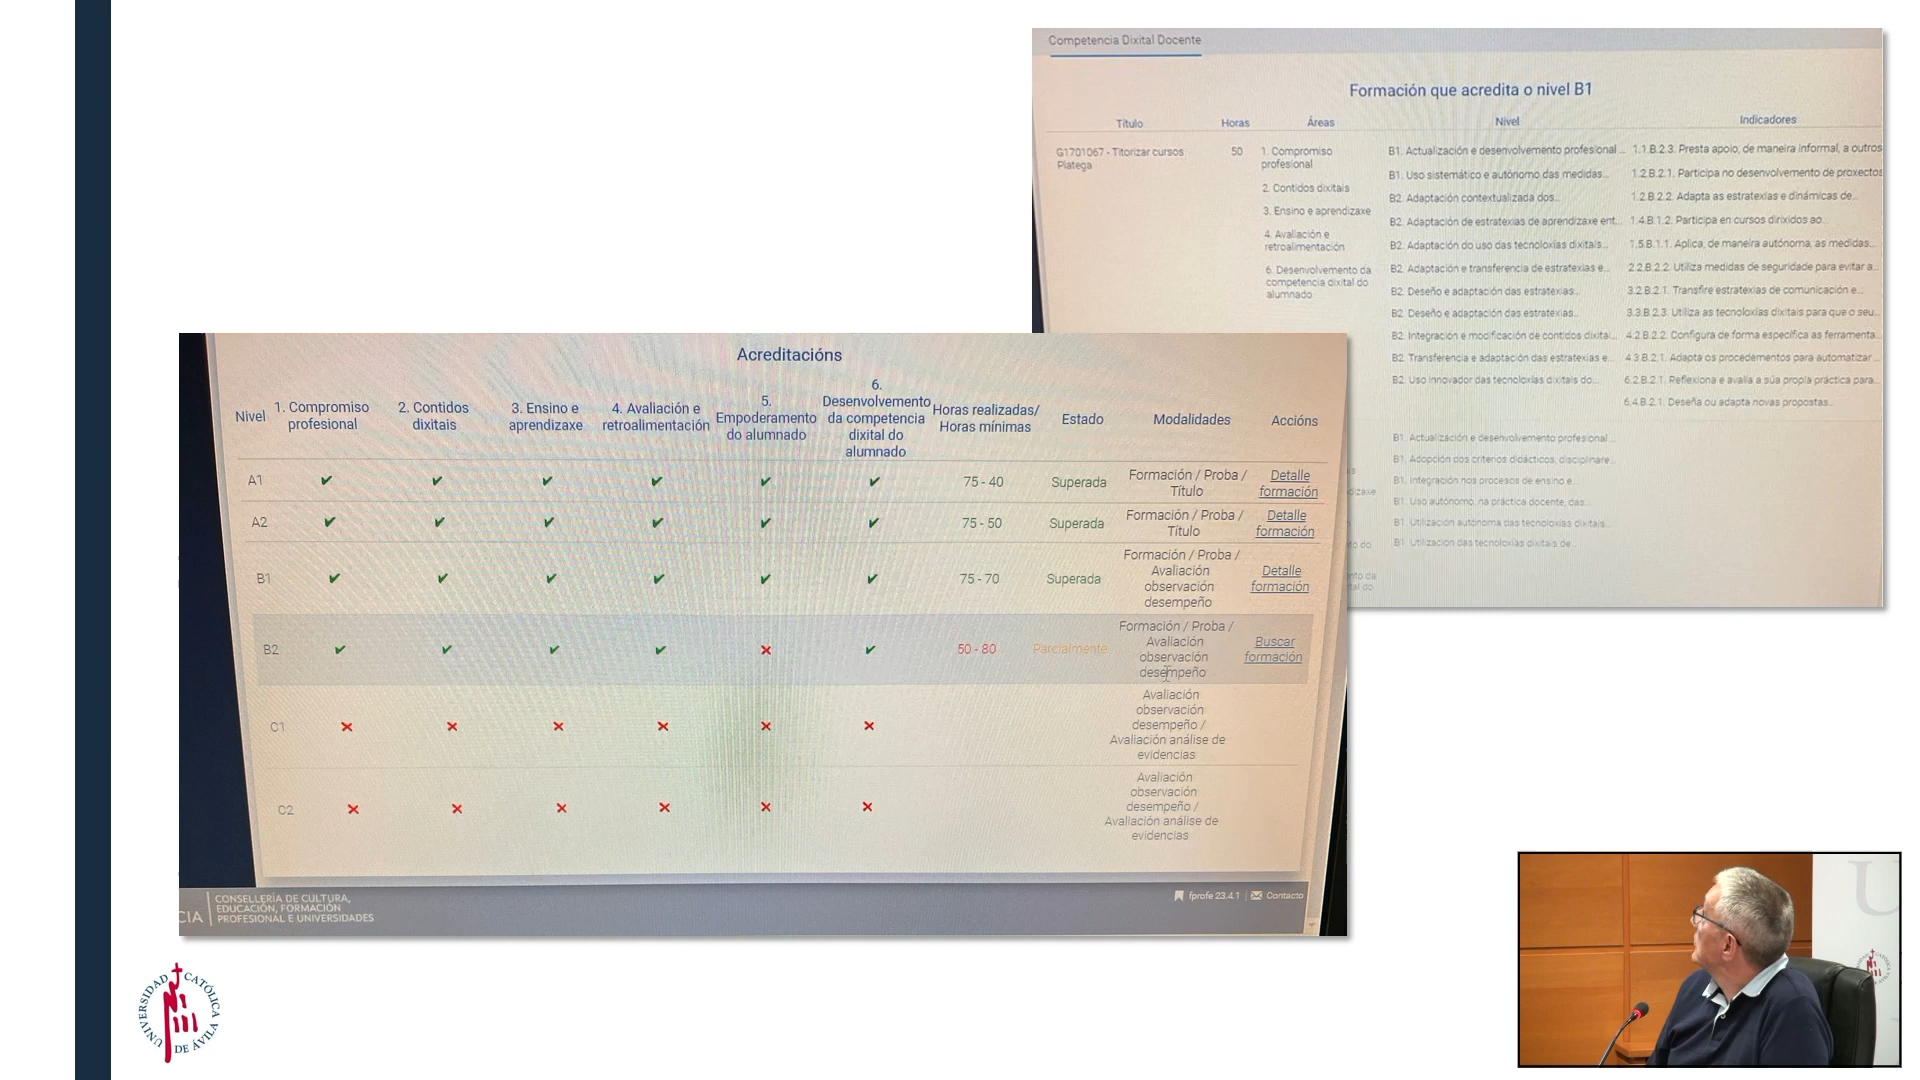 Competencia Dixital Docente
Formación que acredita o nivel B1
Título Horas Áreas Nivel Indicadores
G1701067 - Titorizar cursos Platega
50
1. Compromiso profesional
2. Contidos dixitais
3. Ensino e aprendizaxe
4. Avaliación e retroalimentación
6. Desenvolvemento da competencia dixital do alumnado
B1. Actualización e desenvolvemento profesional ...
B1. Uso sistemático e autónomo das medidas...
B2. Adaptación contextualizada dos...
B2. Adaptación de estratexias de aprendizaxe ent...
B2. Adaptación do uso das tecnoloxías dixitais...
B2. Adaptación e transferencia de estratexias e...
B2. Deseño e adaptación das estratexias...
B2. Deseño e adaptación das estratexias...
B2. Integración e modificación de contidos dixital...
B2. Transferencia e adaptación das estratexias e...
B2. Uso innovador das tecnoloxías dixitais do...
1.1.B.2.3. Presta apoio, de maneira informal, a outros
1.2.B.2.1. Participa no desenvolvemento de proxectos
1.2.B.2.2. Adapta as estratexias e dinámicas de...
1.4.B.1.2. Participa en cursos dirixidos ao...
1.5.B.1.1. Aplica, de maneira autónoma, as medidas...
2.2.B.2.2. Utiliza medidas de seguridade para evitar a...
3.2.B.2.1. Transfire estratexias de comunicación e...
3.3.B.2.3. Utiliza as tecnoloxías dixitais para que o seu...
4.2.B.2.2. Configura de forma específica as ferramenta...
4.3.B.2.1. Adapta os procedementos para automatizar ...
6.2.B.2.1. Reflexiona e avalía a súa propia práctica para...
6.4.B.2.1. Deseña ou adapta novas propostas...
B1. Actualización e desenvolvemento profesional ...
B1. Adopción dos criterios didácticos, disciplinare...
B1. Integración nos procesos de ensino e...
B1. Uso autónomo, na práctica docente, das...
B1. Utilización autónoma das tecnoloxías dixitais...
B1. Utilización das tecnoloxías dixitais de...
Acreditacións
Nivel
1. Compromiso profesional
2. Contidos dixitais
3. Ensino e aprendizaxe
4. Avaliación e retroalimentación
5. Empoderamento do alumnado
6. Desenvolvemento da competencia dixital do alumnado
Horas realizadas/ Horas mínimas
Estado
Modalidades
Accións
A1 ✔ ✔ ✔ ✔ ✔ ✔ 75 - 40 Superada Formación / Proba / Título Detalle formación
A2 ✔ ✔ ✔ ✔ ✔ ✔ 75 - 50 Superada Formación / Proba / Título Detalle formación
B1 ✔ ✔ ✔ ✔ ✔ ✔ 75 - 70 Superada Formación / Proba / Avaliación observación desempeño Detalle formación
B2 ✔ ✔ ✔ ✔ ✖ ✔ 50 - 80 Parcialmente Formación / Proba / Avaliación observación desempeño Buscar formación
C1 ✖ ✖ ✖ ✖ ✖ ✖ Avaliación observación desempeño / Avaliación análise de evidencias
C2 ✖ ✖ ✖ ✖ ✖ ✖ Avaliación observación desempeño / Avaliación análise de evidencias
CIA
CONSELLERÍA DE CULTURA,
EDUCACIÓN, FORMACIÓN
PROFESIONAL E UNIVERSIDADES
fprofe 23.4.1 | Contacto
UNIVERSIDAD CATÓLICA DE ÁVILA